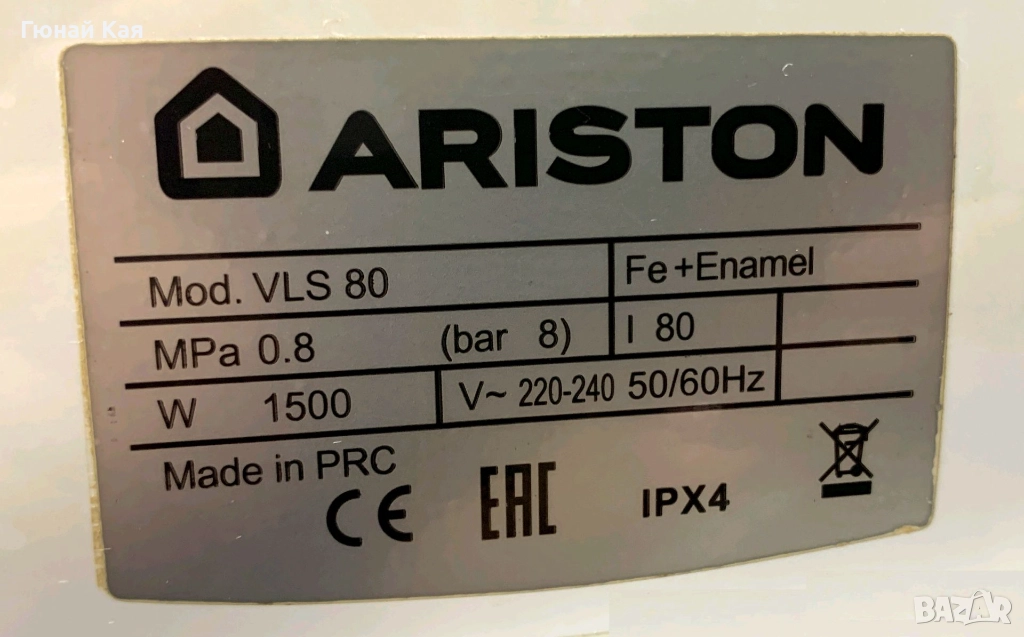 Гюнай Кая
ARISTON
Mod. VLS 80 Fe+Enamel
MPa 0.8 (bar 8) l 80
W 1500 V~ 220-240 50/60Hz
Made in PRC
CE EAC IPX4
BAZAR